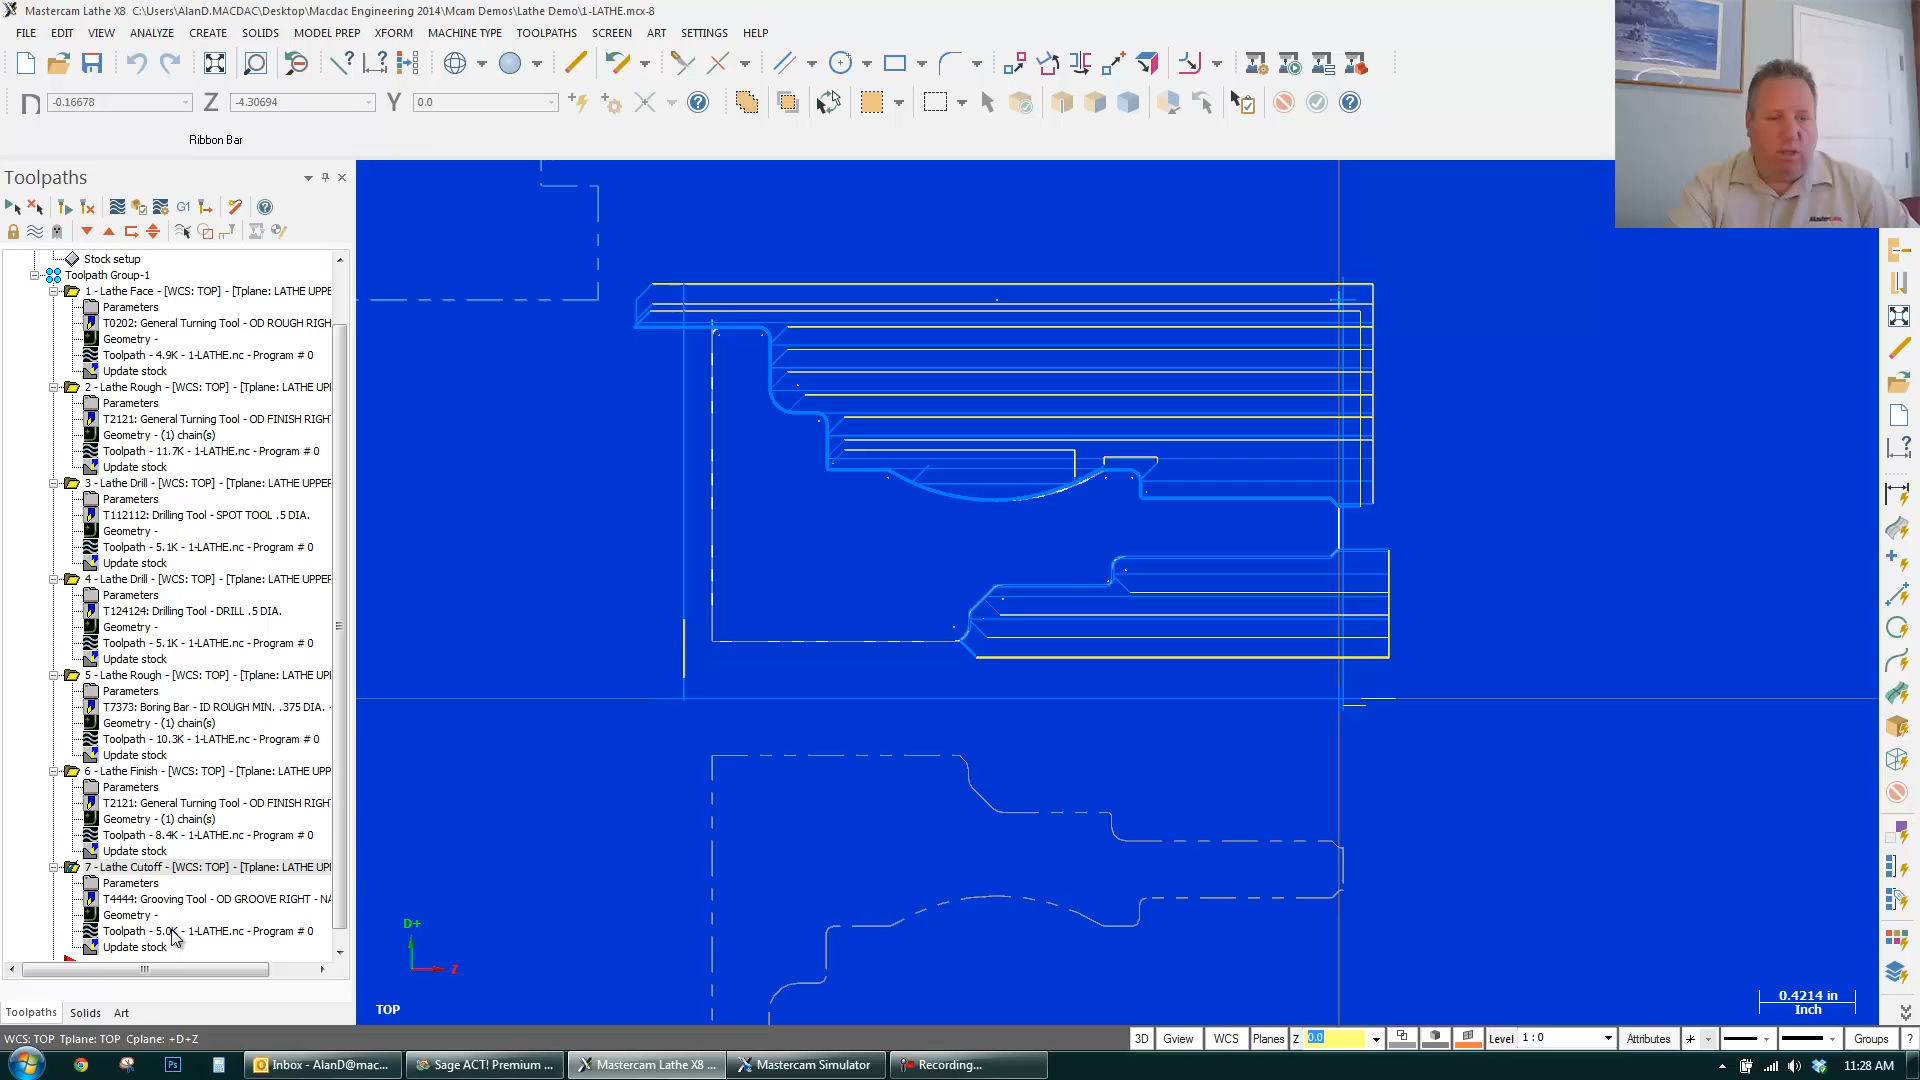 Mastercam Lathe X8 C:\Users\AlanD.MACDAC\Desktop\Macdac Engineering 2014\Mcam Demos\Lathe Demo\1-LATHE.mcx-8
FILE EDIT VIEW ANALYZE CREATE SOLIDS MODEL PREP XFORM MACHINE TYPE TOOLPATHS SCREEN ART SETTINGS HELP
-0.16678 Z -4.30694 Y 0.0
Ribbon Bar
Toolpaths
G1
Stock setup
Toolpath Group-1
1 - Lathe Face - [WCS: TOP] - [Tplane: LATHE UPPE
Parameters
T0202: General Turning Tool - OD ROUGH RIGH
Geometry -
Toolpath - 4.9K - 1-LATHE.nc - Program # 0
Update stock
2 - Lathe Rough - [WCS: TOP] - [Tplane: LATHE UPP
Parameters
T2121: General Turning Tool - OD FINISH RIGHT
Geometry - (1) chain(s)
Toolpath - 11.7K - 1-LATHE.nc - Program # 0
Update stock
3 - Lathe Drill - [WCS: TOP] - [Tplane: LATHE UPPER
Parameters
T112112: Drilling Tool - SPOT TOOL .5 DIA.
Geometry -
Toolpath - 5.1K - 1-LATHE.nc - Program # 0
Update stock
4 - Lathe Drill - [WCS: TOP] - [Tplane: LATHE UPPER
Parameters
T124124: Drilling Tool - DRILL .5 DIA.
Geometry -
Toolpath - 5.1K - 1-LATHE.nc - Program # 0
Update stock
5 - Lathe Rough - [WCS: TOP] - [Tplane: LATHE UPP
Parameters
T7373: Boring Bar - ID ROUGH MIN. .375 DIA. -
Geometry - (1) chain(s)
Toolpath - 10.3K - 1-LATHE.nc - Program # 0
Update stock
6 - Lathe Finish - [WCS: TOP] - [Tplane: LATHE UPP
Parameters
T2121: General Turning Tool - OD FINISH RIGHT
Geometry - (1) chain(s)
Toolpath - 8.4K - 1-LATHE.nc - Program # 0
Update stock
7 - Lathe Cutoff - [WCS: TOP] - [Tplane: LATHE UPP
Parameters
T4444: Grooving Tool - OD GROOVE RIGHT - NA
Geometry -
Toolpath - 5.0K - 1-LATHE.nc - Program # 0
Update stock
D+
Z
TOP
0.4214 in
Inch
Toolpaths Solids Art
WCS: TOP Tplane: TOP Cplane: +D+Z
3D Gview WCS Planes Z 0.0 Level 1 : 0 Attributes Groups ?
Inbox - AlanD@mac... Sage ACT! Premium ... Mastercam Lathe X8 ... Mastercam Simulator Recording... 11:28 AM